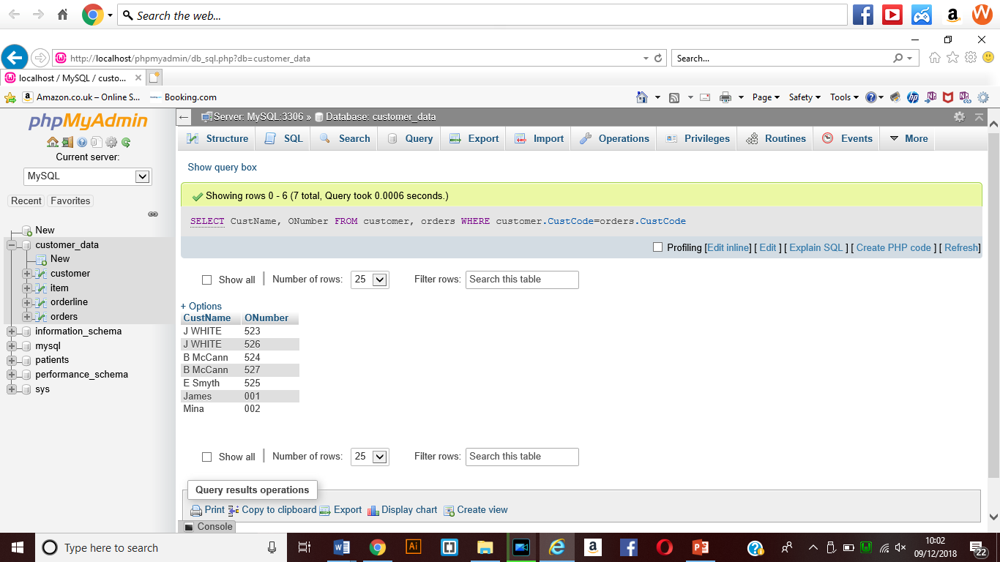 Search the web...
http://localhost/phpmyadmin/db_sql.php?db=customer_data
Search...
localhost / MySQL / custo...
Amazon.co.uk – Online S...
Booking.com
Page
Safety
Tools
phpMyAdmin
Current server:
MySQL
Recent
Favorites
New
customer_data
New
customer
item
orderline
orders
information_schema
mysql
patients
performance_schema
sys
Server: MySQL:3306 » Database: customer_data
Structure
SQL
Search
Query
Export
Import
Operations
Privileges
Routines
Events
More
Show query box
Showing rows 0 - 6 (7 total, Query took 0.0006 seconds.)
SELECT CustName, ONumber FROM customer, orders WHERE customer.CustCode=orders.CustCode
Profiling [Edit inline] [ Edit ] [ Explain SQL ] [ Create PHP code ] [ Refresh]
Show all
Number of rows:
25
Filter rows:
Search this table
+ Options
CustName ONumber
J WHITE 523
J WHITE 526
B McCann 524
B McCann 527
E Smyth 525
James 001
Mina 002
Show all
Number of rows:
25
Filter rows:
Search this table
Query results operations
Print
Copy to clipboard
Export
Display chart
Create view
Console
Type here to search
10:02
09/12/2018
22